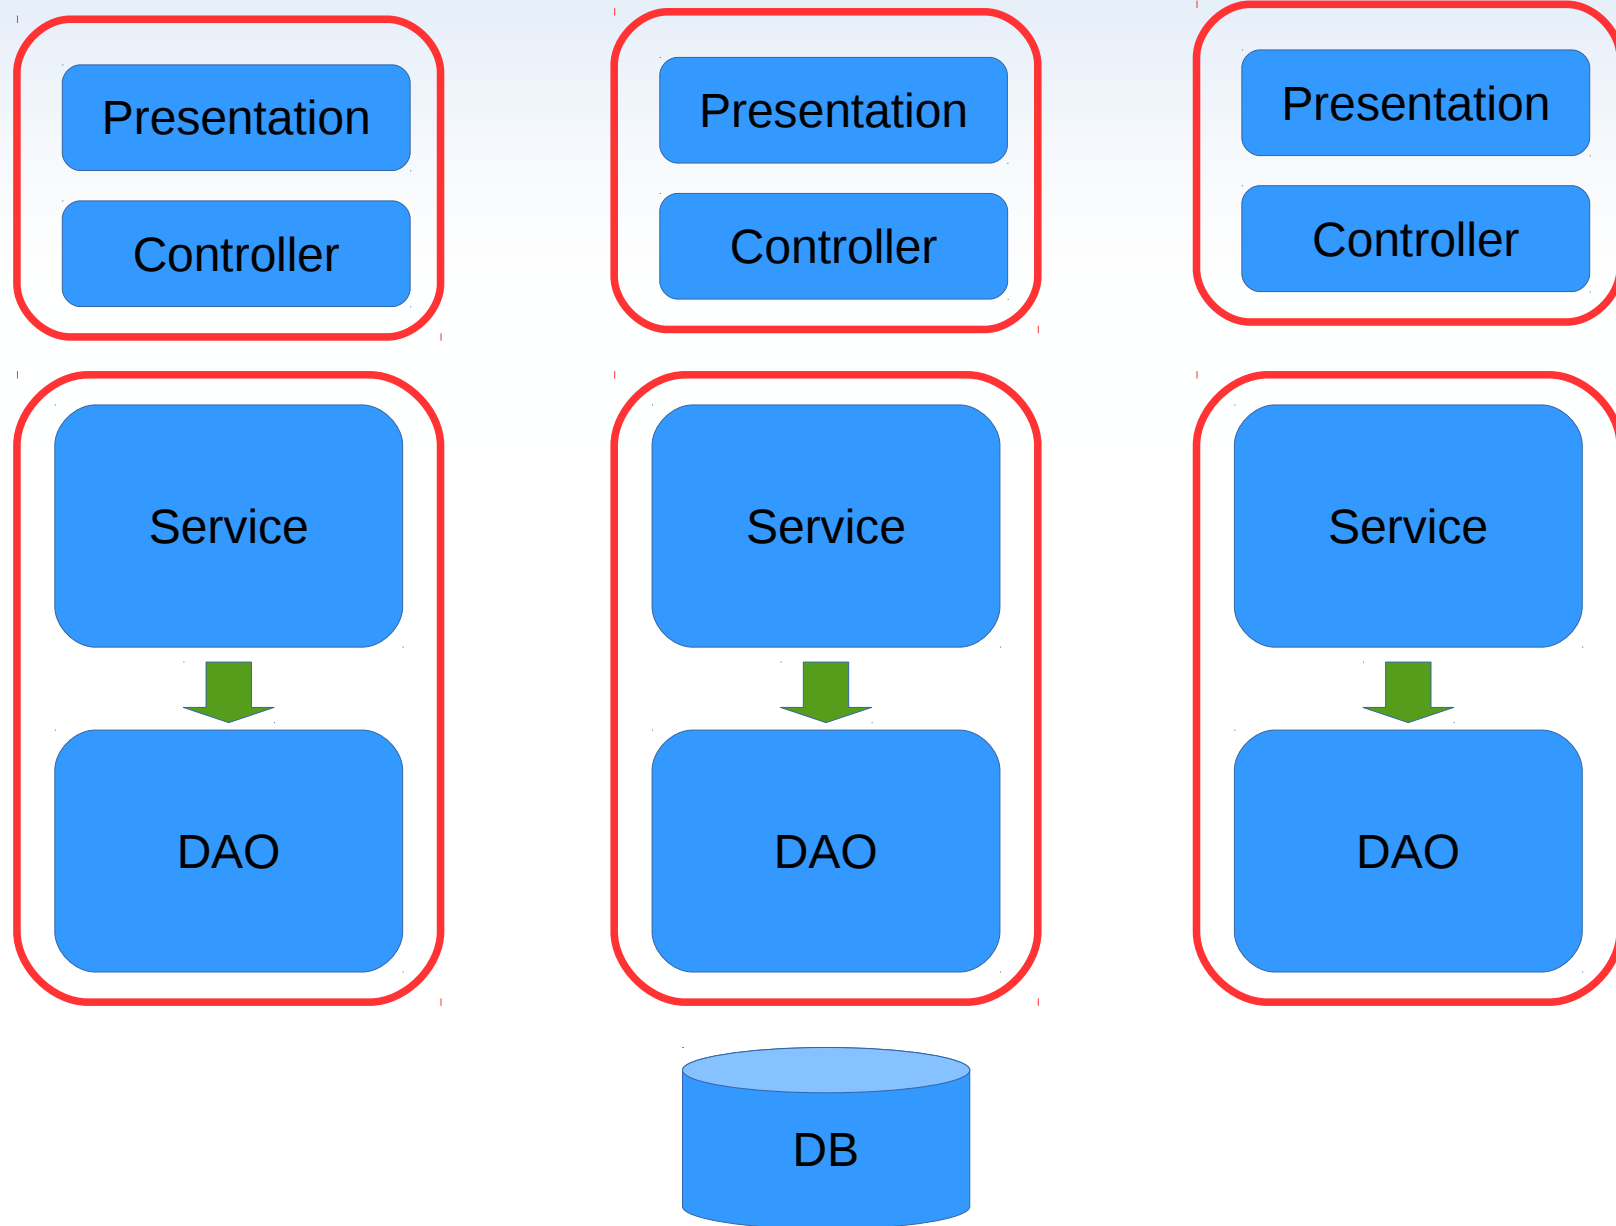 Presentation
Presentation
Presentation
Controller
Controller
Controller
Service
Service
Service
DAO
DAO
DAO
DB